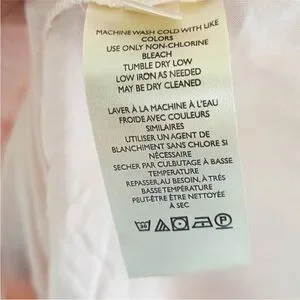 MACHINE WASH COLD WITH LIKE
COLORS
USE ONLY NON-CHLORINE
BLEACH
TUMBLE DRY LOW
LOW IRON AS NEEDED
MAY BE DRY CLEANED
LAVER À LA MACHINE À L'EAU
FROIDE AVEC COULEURS
SIMILAIRES
UTILISER UN AGENT DE
BLANCHIMENT SANS CHLORE SI
NÉCESSAIRE
SECHER PAR CULBUTAGE À BASSE
TEMPERATURE
REPASSER,AU BESOIN, À TRÈS
BASSE TEMPÉRATURE
PEUT-ÊTRE ÊTRE NETTOYÉE
À SEC
30 P